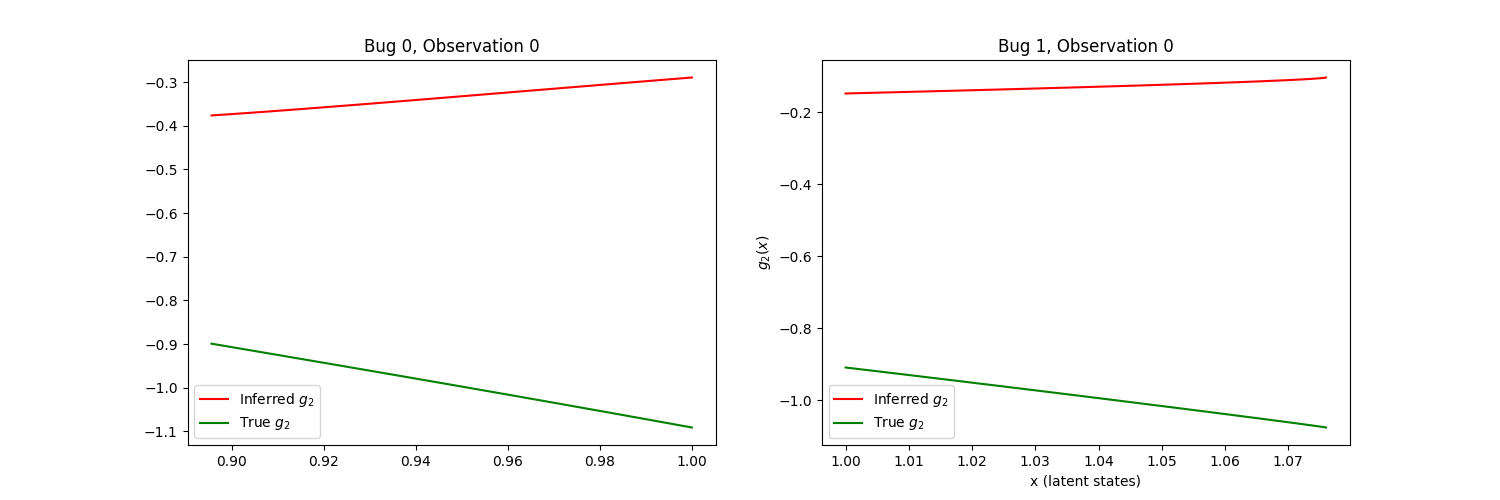 Bug 0, Observation 0
−0.3
−0.4
−0.5
−0.6
−0.7
−0.8
−0.9
−1.0
−1.1
Inferred g₂
True g₂
0.90 0.92 0.94 0.96 0.98 1.00
Bug 1, Observation 0
g₂(x)
−0.2
−0.4
−0.6
−0.8
−1.0
Inferred g₂
True g₂
1.00 1.01 1.02 1.03 1.04 1.05 1.06 1.07
x (latent states)